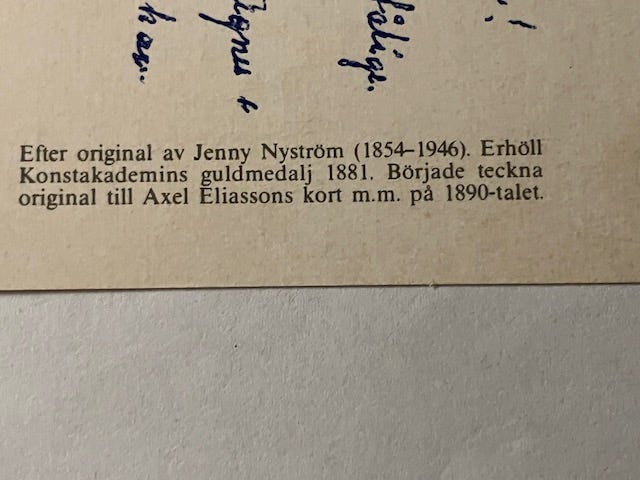 Efter original av Jenny Nyström (1854–1946). Erhöll
Konstakademins guldmedalj 1881. Började teckna
original till Axel Eliassons kort m.m. på 1890-talet.